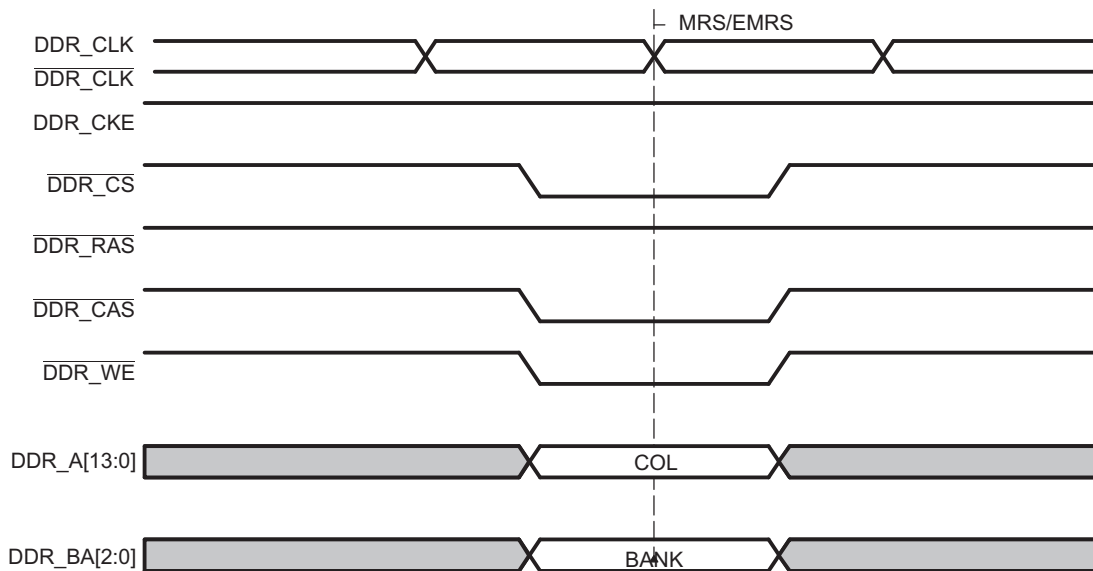 MRS/EMRS
DDR_CLK
DDR_CLK
DDR_CKE
DDR_CS
DDR_RAS
DDR_CAS
DDR_WE
DDR_A[13:0]
COL
DDR_BA[2:0]
BANK